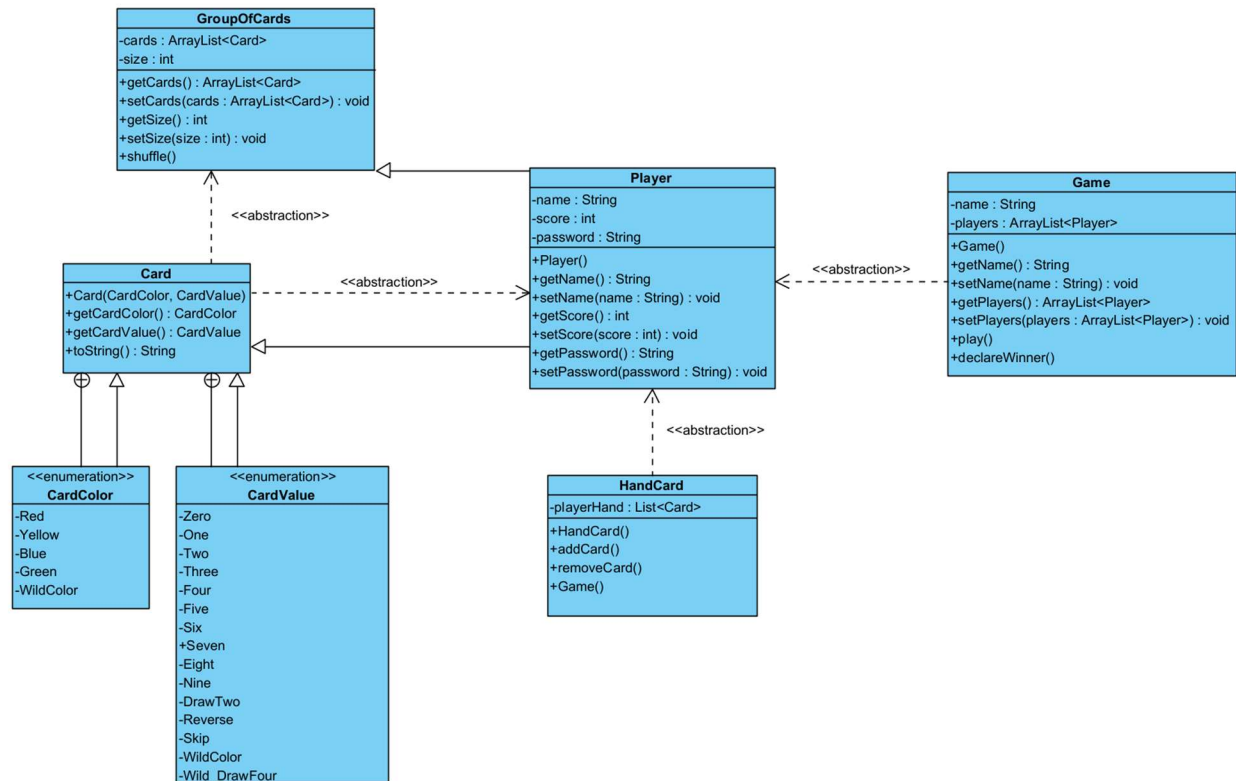 GroupOfCards
-cards : ArrayList<Card>
-size : int
+getCards() : ArrayList<Card>
+setCards(cards : ArrayList<Card>) : void
+getSize() : int
+setSize(size : int) : void
+shuffle()
<<abstraction>>
Card
+Card(CardColor, CardValue)
+getCardColor() : CardColor
+getCardValue() : CardValue
+toString() : String
<<abstraction>>
Player
-name : String
-score : int
-password : String
+Player()
+getName() : String
+setName(name : String) : void
+getScore() : int
+setScore(score : int) : void
+getPassword() : String
+setPassword(password : String) : void
<<abstraction>>
Game
-name : String
-players : ArrayList<Player>
+Game()
+getName() : String
+setName(name : String) : void
+getPlayers() : ArrayList<Player>
+setPlayers(players : ArrayList<Player>) : void
+play()
+declareWinner()
<<abstraction>>
<<enumeration>>
CardColor
-Red
-Yellow
-Blue
-Green
-WildColor
<<enumeration>>
CardValue
-Zero
-One
-Two
-Three
-Four
-Five
-Six
+Seven
-Eight
-Nine
-DrawTwo
-Reverse
-Skip
-WildColor
-Wild_DrawFour
HandCard
-playerHand : List<Card>
+HandCard()
+addCard()
+removeCard()
+Game()